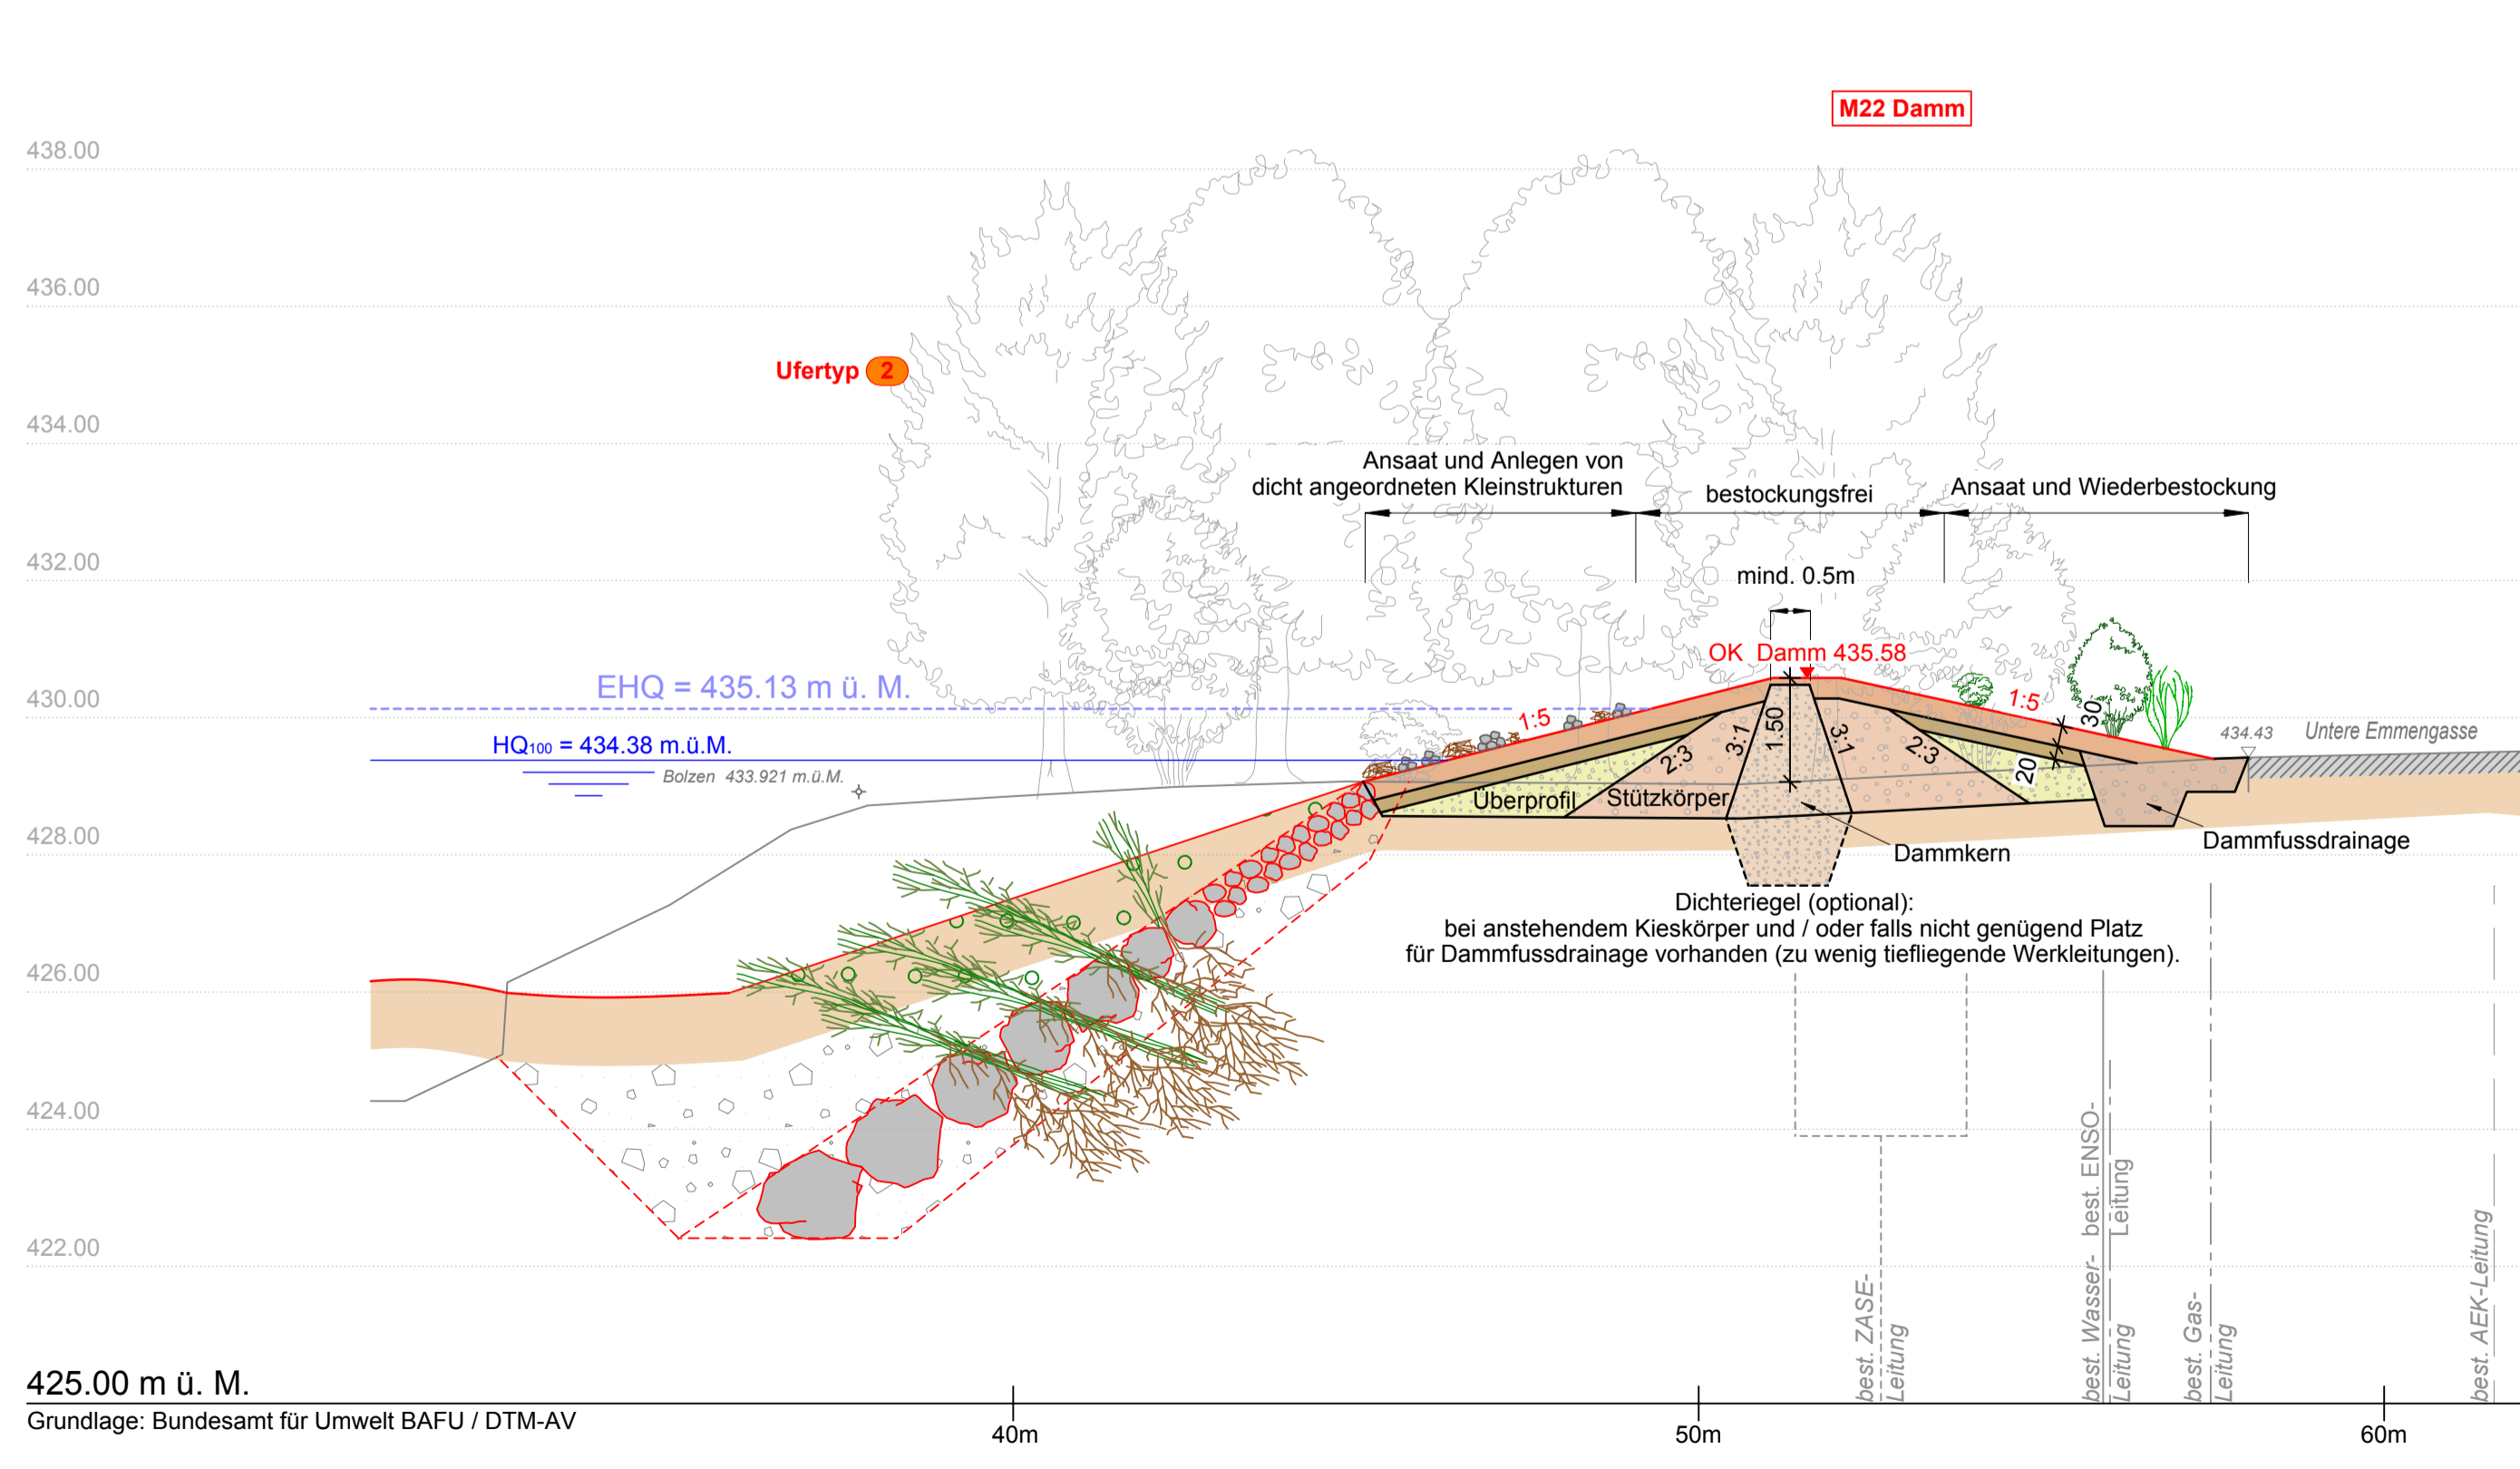 M22 Damm
438.00
436.00
Ufertyp 2
434.00
Ansaat und Anlegen von
dicht angeordneten Kleinstrukturen
bestockungsfrei
Ansaat und Wiederbestockung
432.00
mind. 0.5m
OK Damm 435.58
EHQ = 435.13 m ü. M.
430.00
1:5
1:5
30
HQ100 = 434.38 m.ü.M.
434.43
Untere Emmengasse
Bolzen 433.921 m.ü.M.
2:3
3:1
1.50
3:1
2:3
20
Überprofil
Stützkörper
428.00
Dammkern
Dammfussdrainage
Dichteriegel (optional):
bei anstehendem Kieskörper und / oder falls nicht genügend Platz
für Dammfussdrainage vorhanden (zu wenig tiefliegende Werkleitungen).
426.00
424.00
422.00
best. ZASE-
Leitung
best. Wasser-
Leitung
best. ENSO-
Leitung
best. Gas-
Leitung
best. AEK-Leitung
425.00 m ü. M.
Grundlage: Bundesamt für Umwelt BAFU / DTM-AV
40m
50m
60m